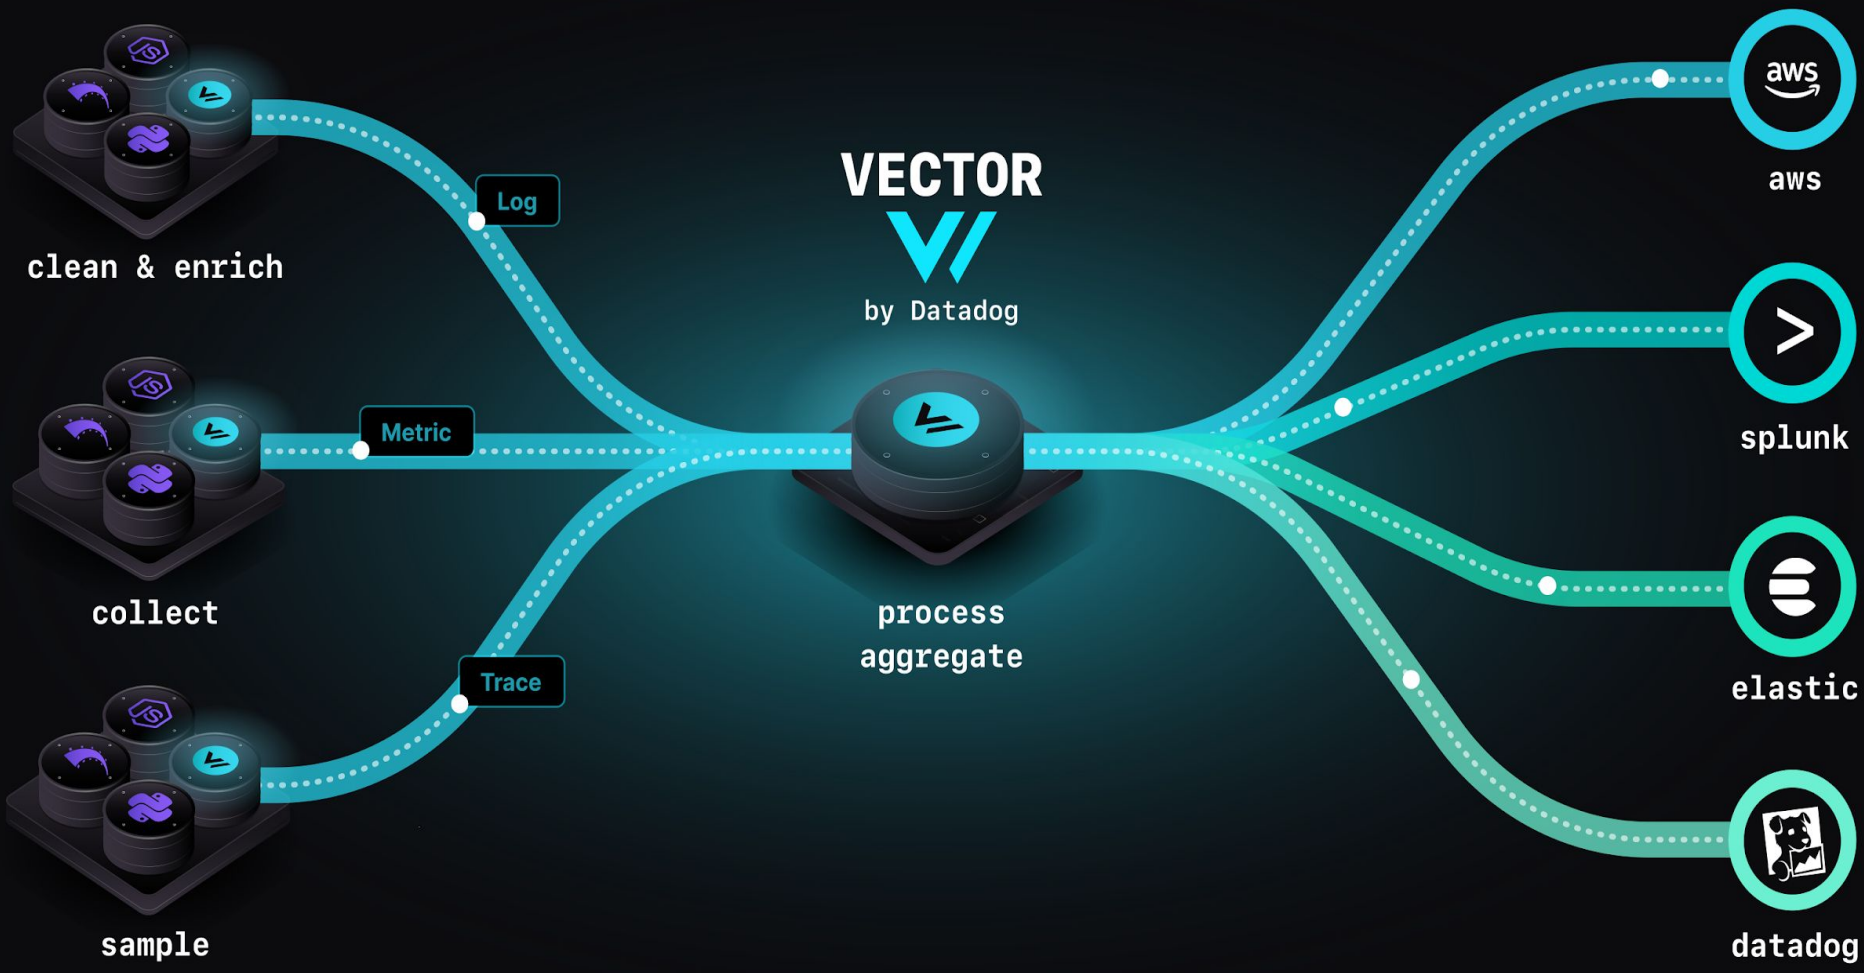 clean & enrich
Log
collect
Metric
sample
Trace
VECTOR
by Datadog
process
aggregate
aws
aws
splunk
elastic
datadog